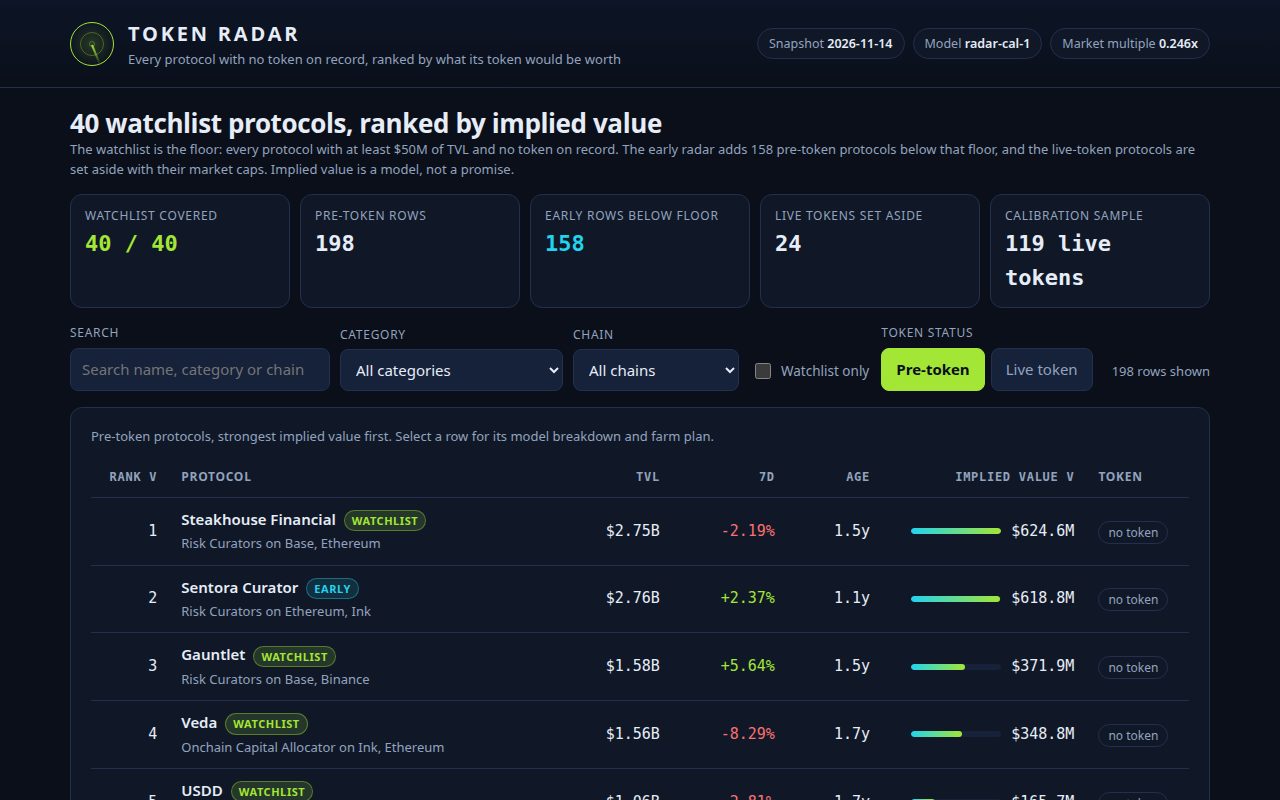 TOKEN RADAR
Every protocol with no token on record, ranked by what its token would be worth
Snapshot 2026-11-14
Model radar-cal-1
Market multiple 0.246x
40 watchlist protocols, ranked by implied value
The watchlist is the floor: every protocol with at least $50M of TVL and no token on record. The early radar adds 158 pre-token protocols below that floor, and the live-token protocols are
set aside with their market caps. Implied value is a model, not a promise.
WATCHLIST COVERED
40 / 40
PRE-TOKEN ROWS
198
EARLY ROWS BELOW FLOOR
158
LIVE TOKENS SET ASIDE
24
CALIBRATION SAMPLE
119 live
tokens
SEARCH
Search name, category or chain
CATEGORY
All categories
CHAIN
All chains
Watchlist only
TOKEN STATUS
Pre-token
Live token
198 rows shown
Pre-token protocols, strongest implied value first. Select a row for its model breakdown and farm plan.
RANK V PROTOCOL TVL 7D AGE IMPLIED VALUE V TOKEN
1 Steakhouse Financial WATCHLIST $2.75B -2.19% 1.5y $624.6M no token
Risk Curators on Base, Ethereum
2 Sentora Curator EARLY $2.76B +2.37% 1.1y $618.8M no token
Risk Curators on Ethereum, Ink
3 Gauntlet WATCHLIST $1.58B +5.64% 1.5y $371.9M no token
Risk Curators on Base, Binance
4 Veda WATCHLIST $1.56B -8.29% 1.7y $348.8M no token
Onchain Capital Allocator on Ink, Ethereum
USDD WATCHLIST